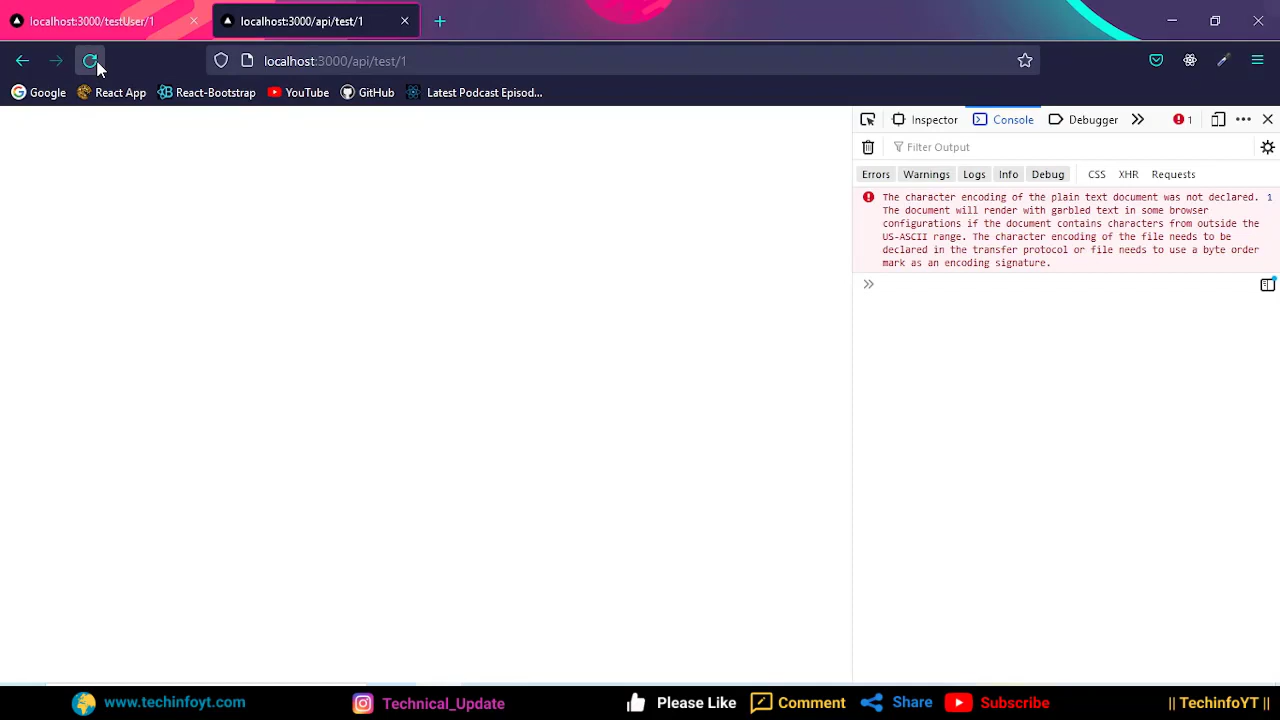 localhost:3000/testUser/1
localhost:3000/api/test/1
localhost:3000/api/test/1
Google
React App
React-Bootstrap
YouTube
GitHub
Latest Podcast Episod...
Inspector
Console
Debugger
1
Filter Output
Errors
Warnings
Logs
Info
Debug
CSS
XHR
Requests
The character encoding of the plain text document was not declared. 1
The document will render with garbled text in some browser
configurations if the document contains characters from outside the
US-ASCII range. The character encoding of the file needs to be
declared in the transfer protocol or file needs to use a byte order
mark as an encoding signature.
www.techinfoyt.com
Technical_Update
Please Like
Comment
Share
Subscribe
|| TechinfoYT ||